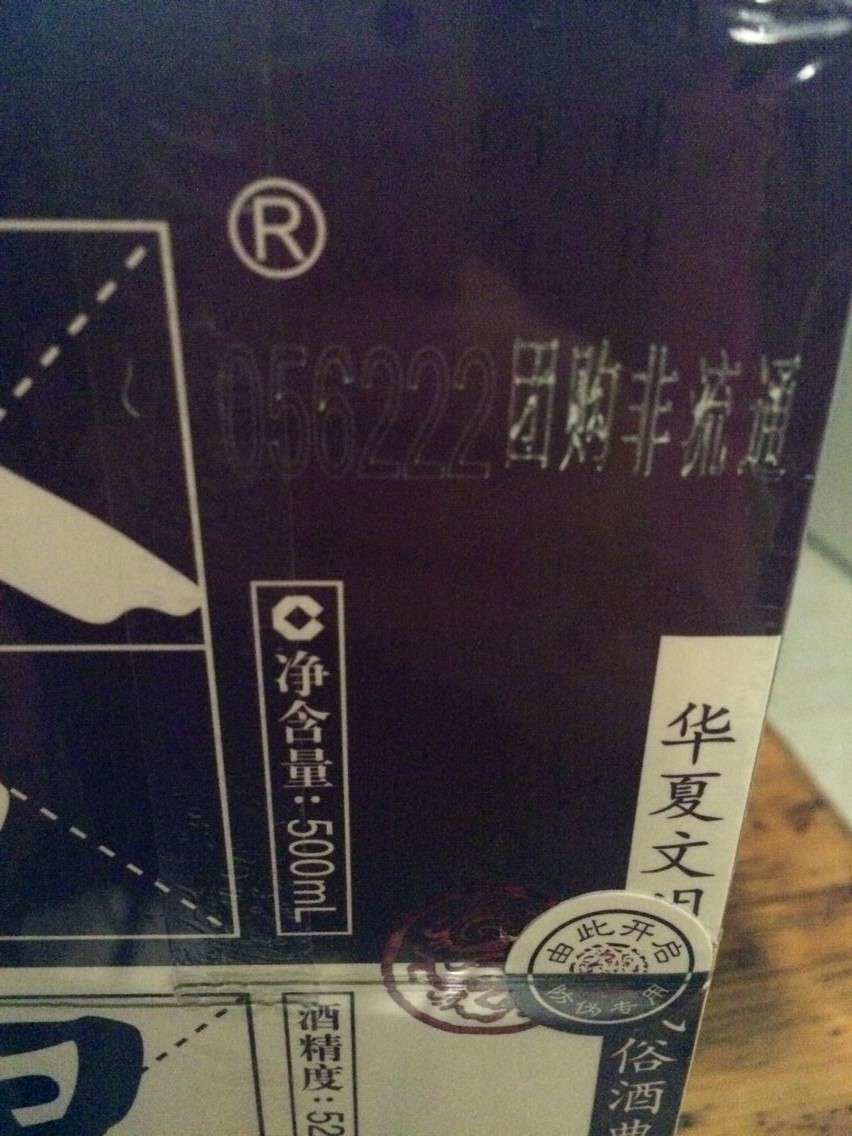 ®
056222团购非流通
净含量:500mL
华夏文
由此开启
防伪专用
酒精度:52
俗酒典